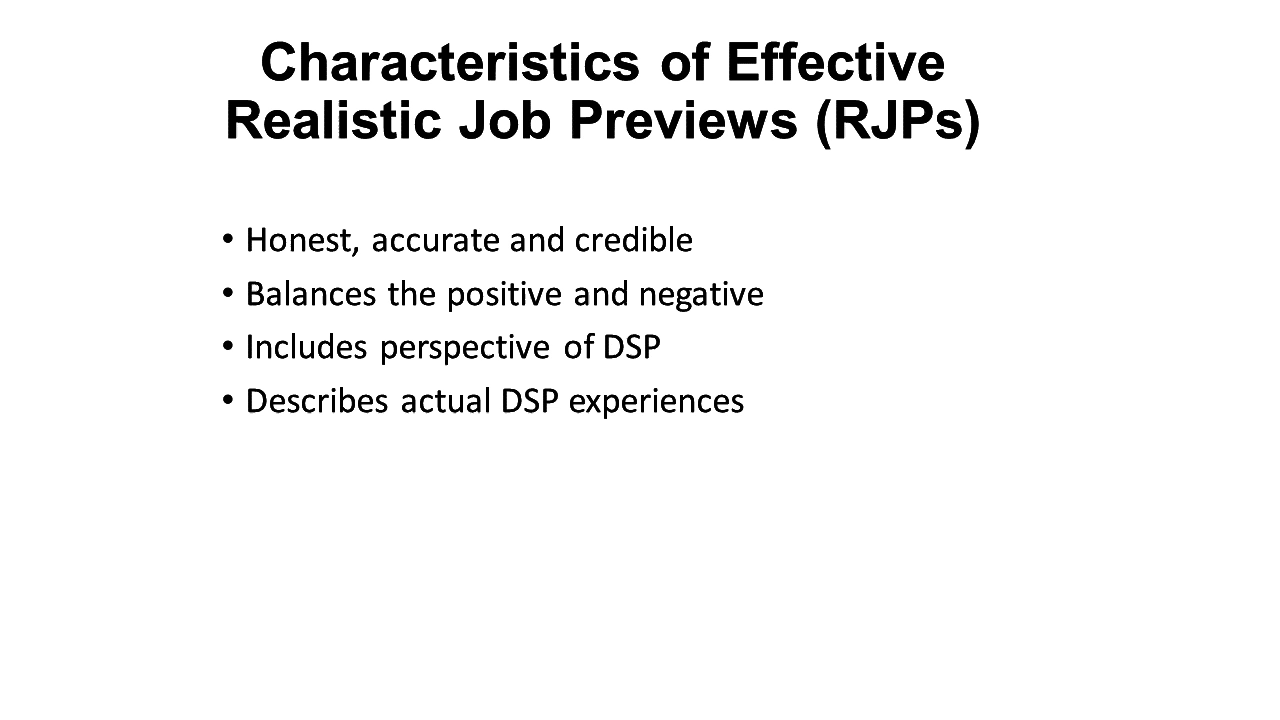 Characteristics of Effective
Realistic Job Previews (RJPs)
• Honest, accurate and credible
• Balances the positive and negative
• Includes perspective of DSP
• Describes actual DSP experiences